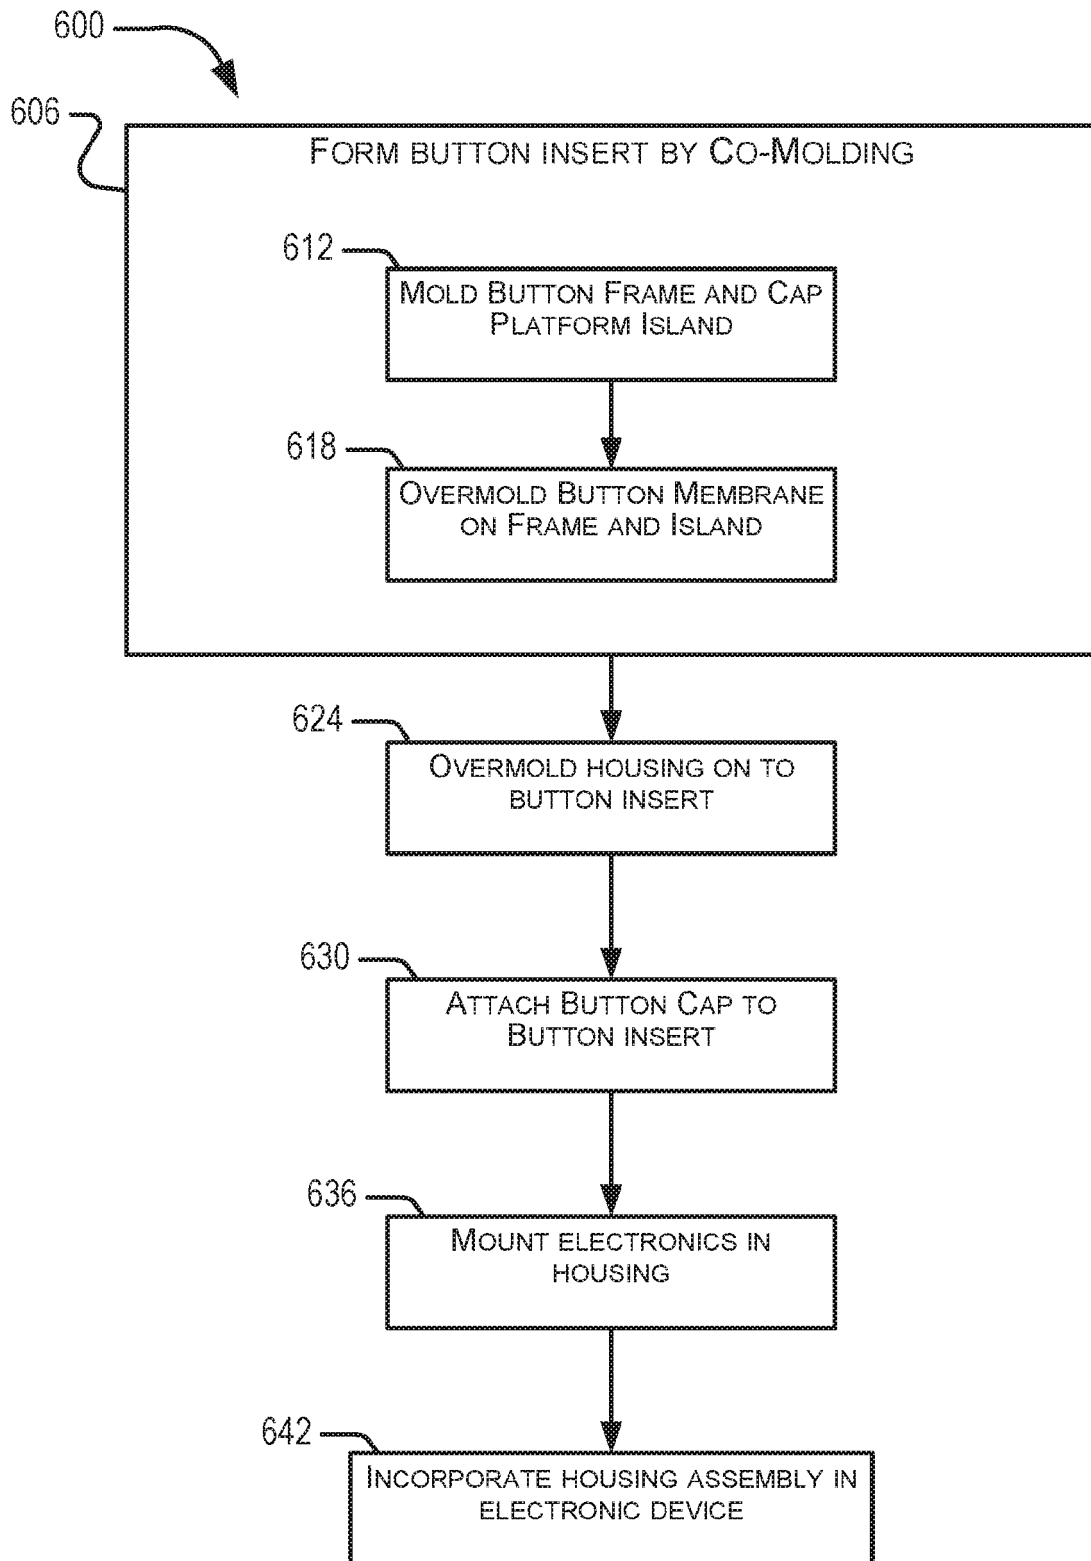 600
606
FORM BUTTON INSERT BY CO-MOLDING
612
MOLD BUTTON FRAME AND CAP
PLATFORM ISLAND
618
OVERMOLD BUTTON MEMBRANE
ON FRAME AND ISLAND
624
OVERMOLD HOUSING ON TO
BUTTON INSERT
630
ATTACH BUTTON CAP TO
BUTTON INSERT
636
MOUNT ELECTRONICS IN
HOUSING
642
INCORPORATE HOUSING ASSEMBLY IN
ELECTRONIC DEVICE